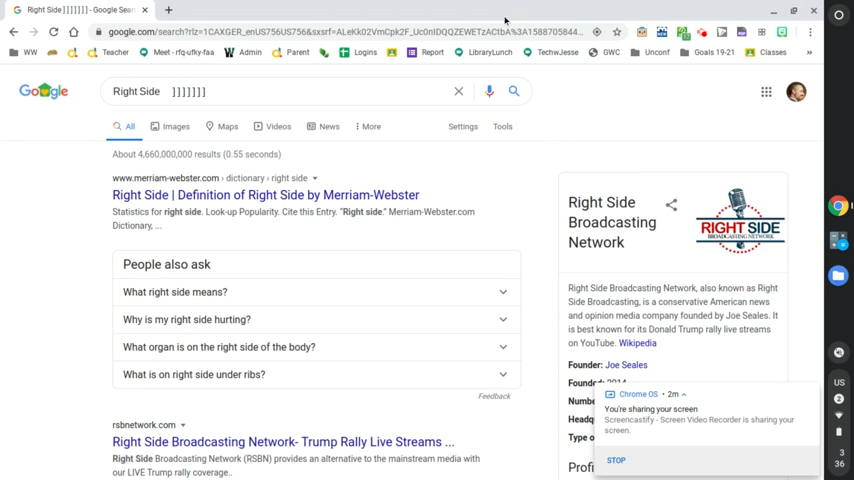 Right Side ]]]]]]] - Google Sear
google.com/search?rlz=1CAXGER_enUS756US756&sxsrf=ALeKk02VmCpk2F_Uc0nIDQQZEWETzACtbA%3A1588705844...
WW Teacher Meet - rfq-ufky-faa Admin Parent Logins Report LibraryLunch TechwJesse GWC Unconf Goals 19-21 Classes
Google Right Side ]]]]]]]
All Images Maps Videos News More Settings Tools
About 4,660,000,000 results (0.55 seconds)
www.merriam-webster.com › dictionary › right side
Right Side | Definition of Right Side by Merriam-Webster
Statistics for right side. Look-up Popularity. Cite this Entry. “Right side.” Merriam-Webster.com
Dictionary, ...
People also ask
What right side means?
Why is my right side hurting?
What organ is on the right side of the body?
What is on right side under ribs?
Feedback
rsbnetwork.com
Right Side Broadcasting Network- Trump Rally Live Streams ...
Right Side Broadcasting Network (RSBN) provides an alternative to the mainstream media with
our LIVE Trump rally coverage..
Right Side
Broadcasting
Network
RIGHT SIDE
BROADCASTING NETWORK
Right Side Broadcasting Network, also known as Right
Side Broadcasting, is a conservative American news
and opinion media company founded by Joe Seales. It
is best known for its Donald Trump rally live streams
on YouTube. Wikipedia
Founder: Joe Seales
Founded: 2014
Numbe
Headq
Type o
Profi
Chrome OS • 2m
You're sharing your screen
Screencastify - Screen Video Recorder is sharing your
screen.
STOP
US
2
3
36